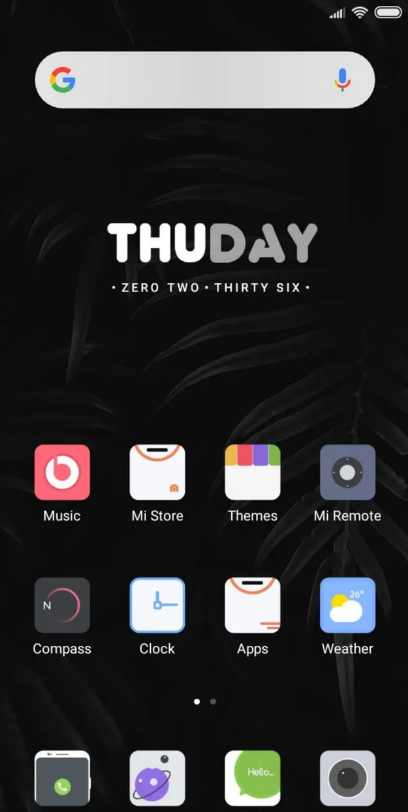 THUDAY
• ZERO TWO • THIRTY SIX •
Music
Mi Store
Themes
Mi Remote
N
26°
Compass
Clock
Apps
Weather
Hello..